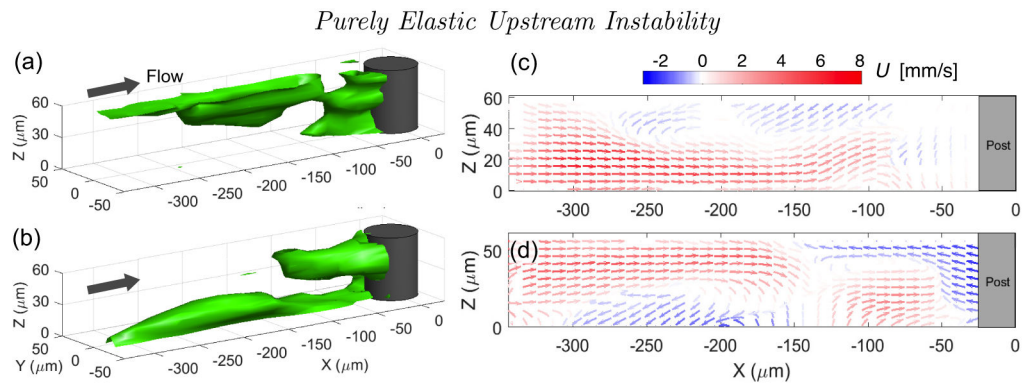 Purely Elastic Upstream Instability
(a)
Flow
Z (μm)
60
30
0
50
0
-50
-300
-250
-200
-150
-100
-50
0
(b)
Z (μm)
60
30
0
50
0
-50
Y (μm)
-300
-250
-200
-150
-100
-50
0
X (μm)
(c)
-2 0 2 4 6 8 U [mm/s]
Z (μm)
60
40
20
0
Post
-300 -250 -200 -150 -100 -50
(d)
Z (μm)
50
0
Post
-300 -250 -200 -150 -100 -50
X (μm)